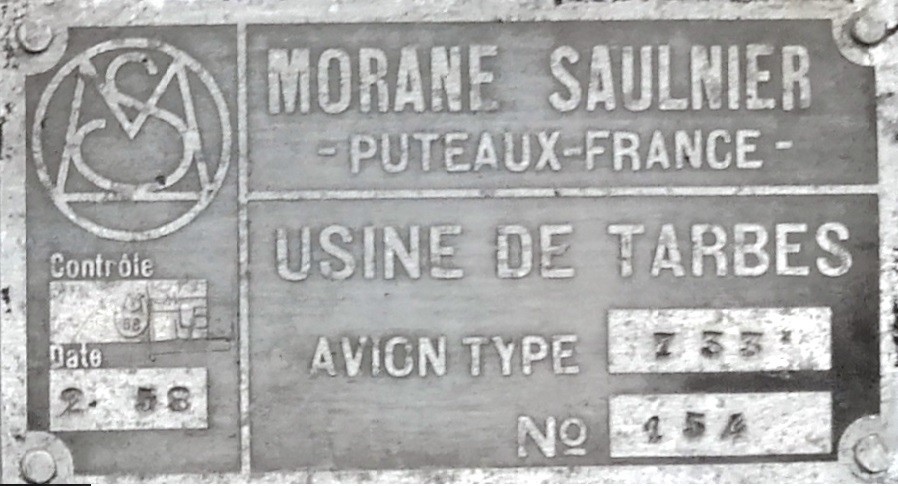 MORANE SAULNIER
- PUTEAUX-FRANCE -
USINE DE TARBES
Contrôle
Date
2. 58
AVION TYPE 733
Nº 154